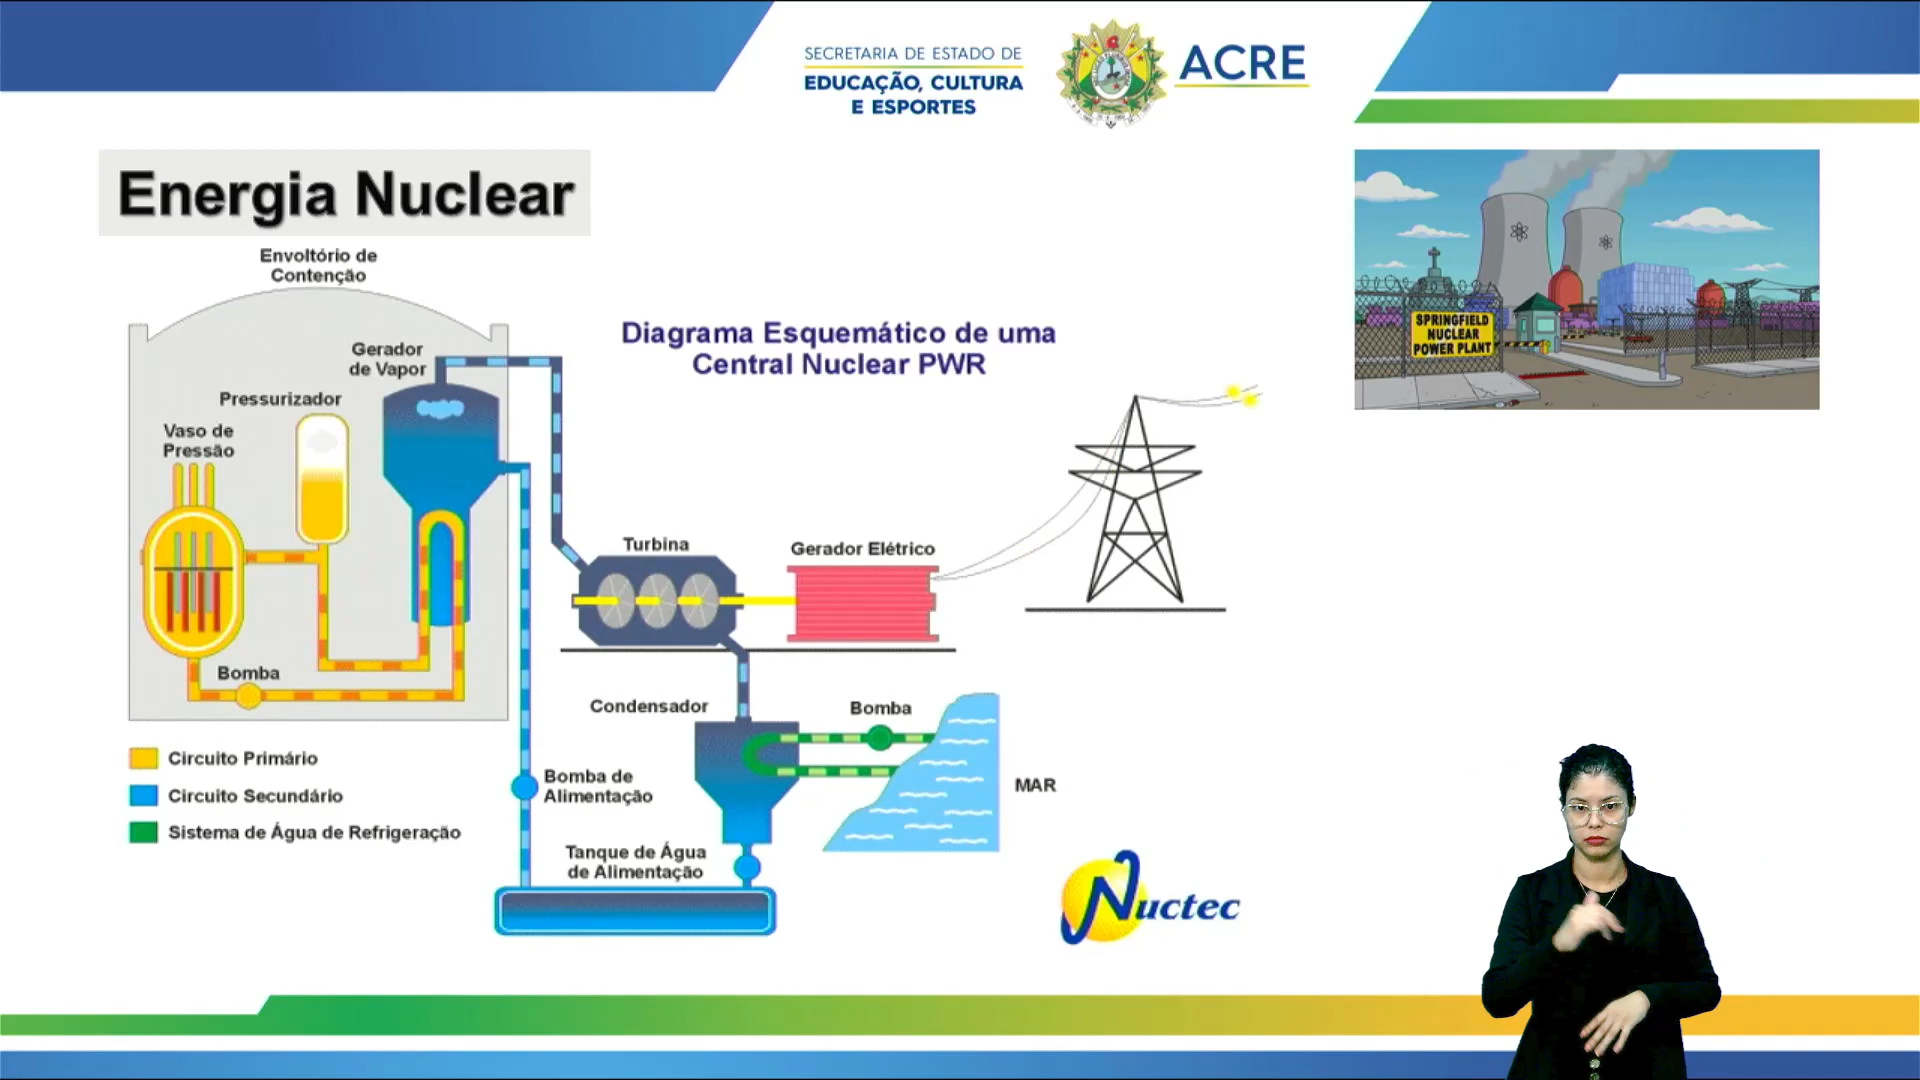 SECRETARIA DE ESTADO DE
EDUCAÇÃO, CULTURA
E ESPORTES
ACRE
Energia Nuclear
Envoltório de
Contenção
Diagrama Esquemático de uma
Central Nuclear PWR
Gerador
de Vapor
Pressurizador
Vaso de
Pressão
SPRINGFIELD
NUCLEAR
POWER PLANT
Turbina
Gerador Elétrico
Bomba
Condensador
Bomba
Circuito Primário
Circuito Secundário
Sistema de Água de Refrigeração
Bomba de
Alimentação
MAR
Tanque de Água
de Alimentação
Nuctec